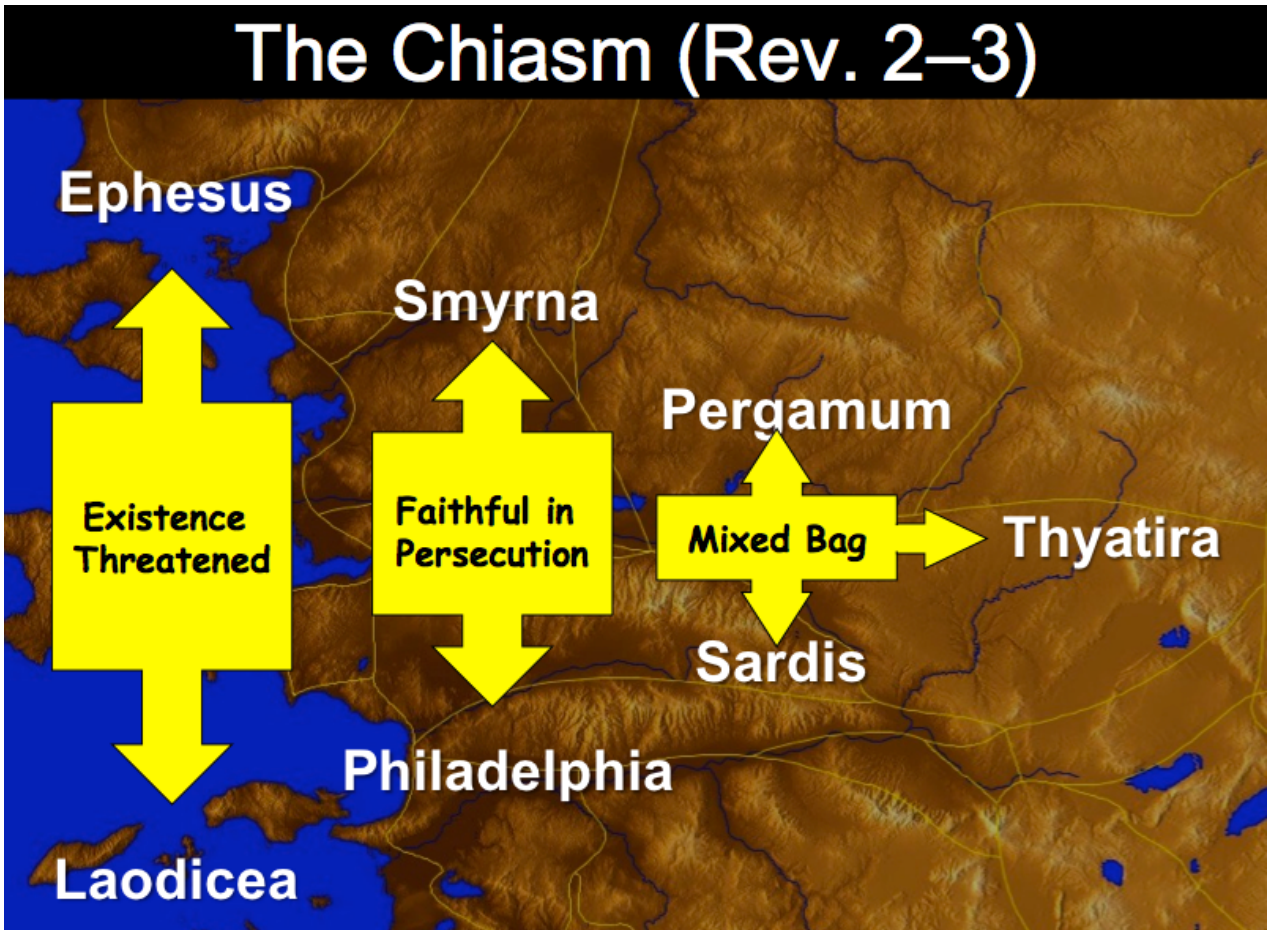 The Chiasm (Rev. 2–3)
Ephesus
Smyrna
Pergamum
Existence
Threatened
Faithful in
Persecution
Mixed Bag
Thyatira
Sardis
Philadelphia
Laodicea